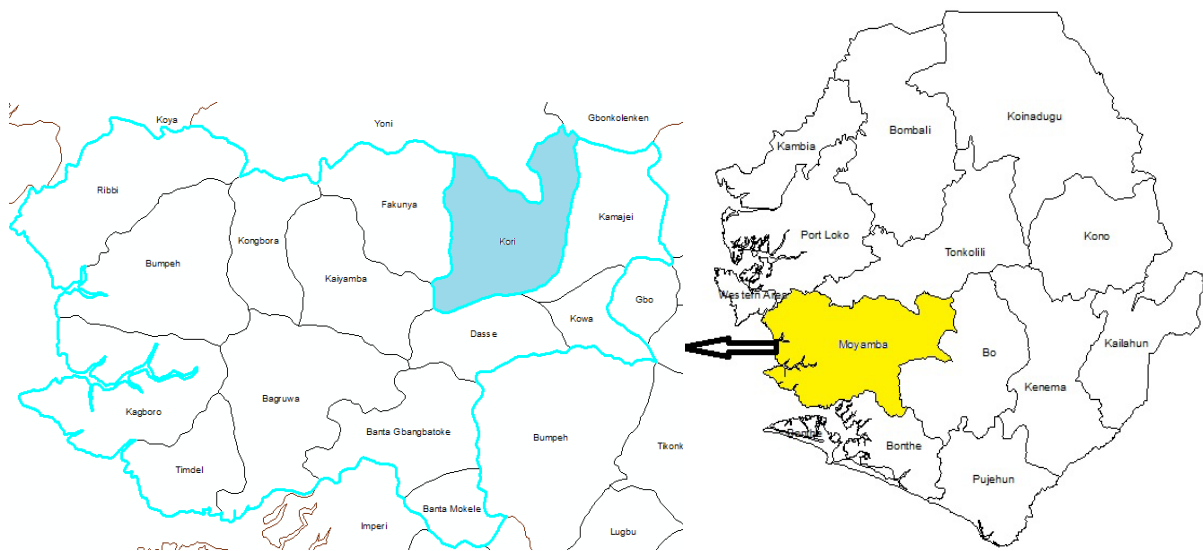 Koya
Yoni
Gbonkolenken
Ribbi
Fakunya
Kamajei
Kongbora
Kori
Bumpeh
Kaiyamba
Gbo
Dasse
Kowa
Kagboro
Bagruwa
Banta Gbangbatoke
Bumpeh
Tikonk
Timdel
Banta Mokele
Imperi
Lugbu
Koinadugu
Bombali
Kambia
Port Loko
Kono
Tonkolili
Western Area
Moyamba
Bo
Kailahun
Kenema
Bonthe
Bonthe
Pujehun